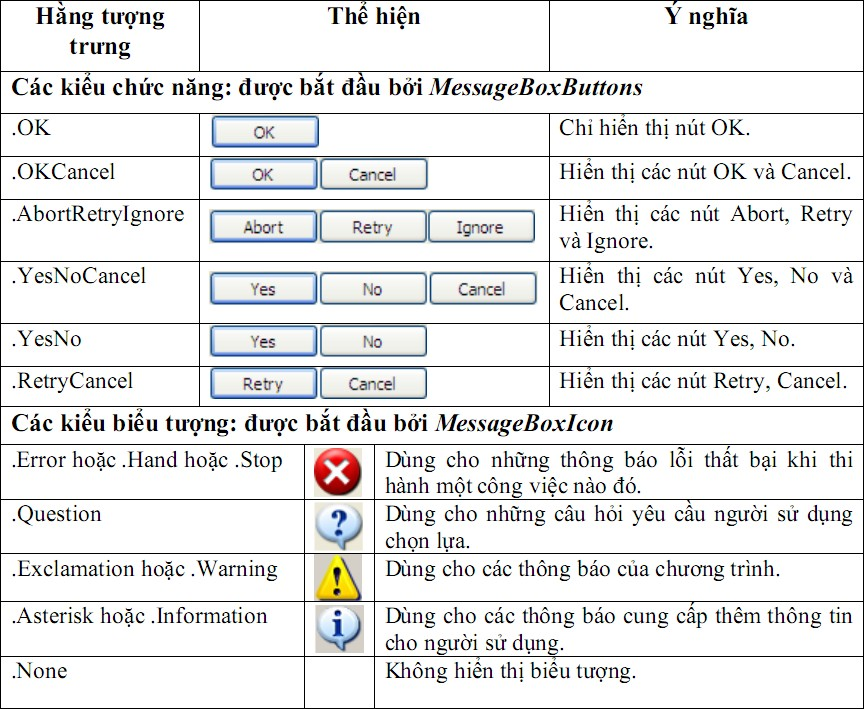 Hằng tượng trưng
Thể hiện
Ý nghĩa
Các kiểu chức năng: được bắt đầu bởi MessageBoxButtons
.OK
OK
Chỉ hiển thị nút OK.
.OKCancel
OK Cancel
Hiển thị các nút OK và Cancel.
.AbortRetryIgnore
Abort Retry Ignore
Hiển thị các nút Abort, Retry
và Ignore.
.YesNoCancel
Yes No Cancel
Hiển thị các nút Yes, No và
Cancel.
.YesNo
Yes No
Hiển thị các nút Yes, No.
.RetryCancel
Retry Cancel
Hiển thị các nút Retry, Cancel.
Các kiểu biểu tượng: được bắt đầu bởi MessageBoxIcon
.Error hoặc .Hand hoặc .Stop
Dùng cho những thông báo lỗi thất bại khi thi
hành một công việc nào đó.
.Question
?
Dùng cho những câu hỏi yêu cầu người sử dụng
chọn lựa.
.Exclamation hoặc .Warning
!
Dùng cho các thông báo của chương trình.
.Asterisk hoặc .Information
i
Dùng cho các thông báo cung cấp thêm thông tin
cho người sử dụng.
.None
Không hiển thị biểu tượng.